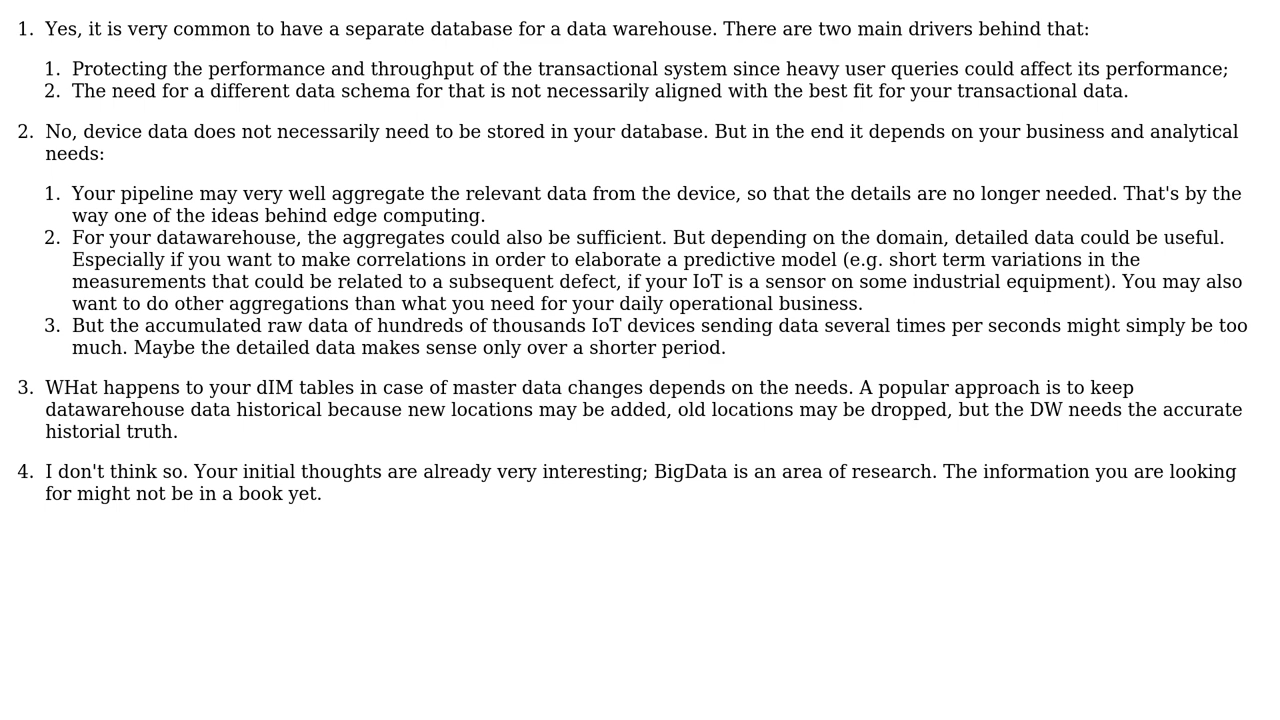 1. Yes, it is very common to have a separate database for a data warehouse. There are two main drivers behind that:
1. Protecting the performance and throughput of the transactional system since heavy user queries could affect its performance;
2. The need for a different data schema for that is not necessarily aligned with the best fit for your transactional data.
2. No, device data does not necessarily need to be stored in your database. But in the end it depends on your business and analytical
needs:
1. Your pipeline may very well aggregate the relevant data from the device, so that the details are no longer needed. That's by the
way one of the ideas behind edge computing.
2. For your datawarehouse, the aggregates could also be sufficient. But depending on the domain, detailed data could be useful.
Especially if you want to make correlations in order to elaborate a predictive model (e.g. short term variations in the
measurements that could be related to a subsequent defect, if your IoT is a sensor on some industrial equipment). You may also
want to do other aggregations than what you need for your daily operational business.
3. But the accumulated raw data of hundreds of thousands IoT devices sending data several times per seconds might simply be too
much. Maybe the detailed data makes sense only over a shorter period.
3. WHat happens to your dIM tables in case of master data changes depends on the needs. A popular approach is to keep
datawarehouse data historical because new locations may be added, old locations may be dropped, but the DW needs the accurate
historial truth.
4. I don't think so. Your initial thoughts are already very interesting; BigData is an area of research. The information you are looking
for might not be in a book yet.